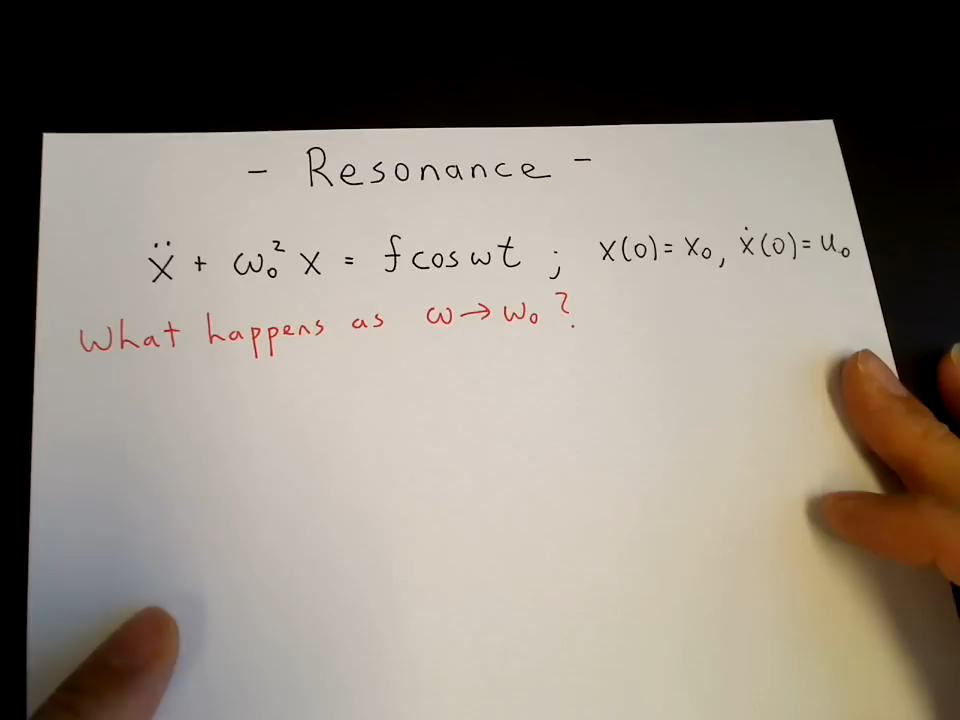 - Resonance -
ẍ + ω₀² x = f cos ωt ; x(0) = x₀, ẋ(0) = u₀
What happens as ω → ω₀ ?